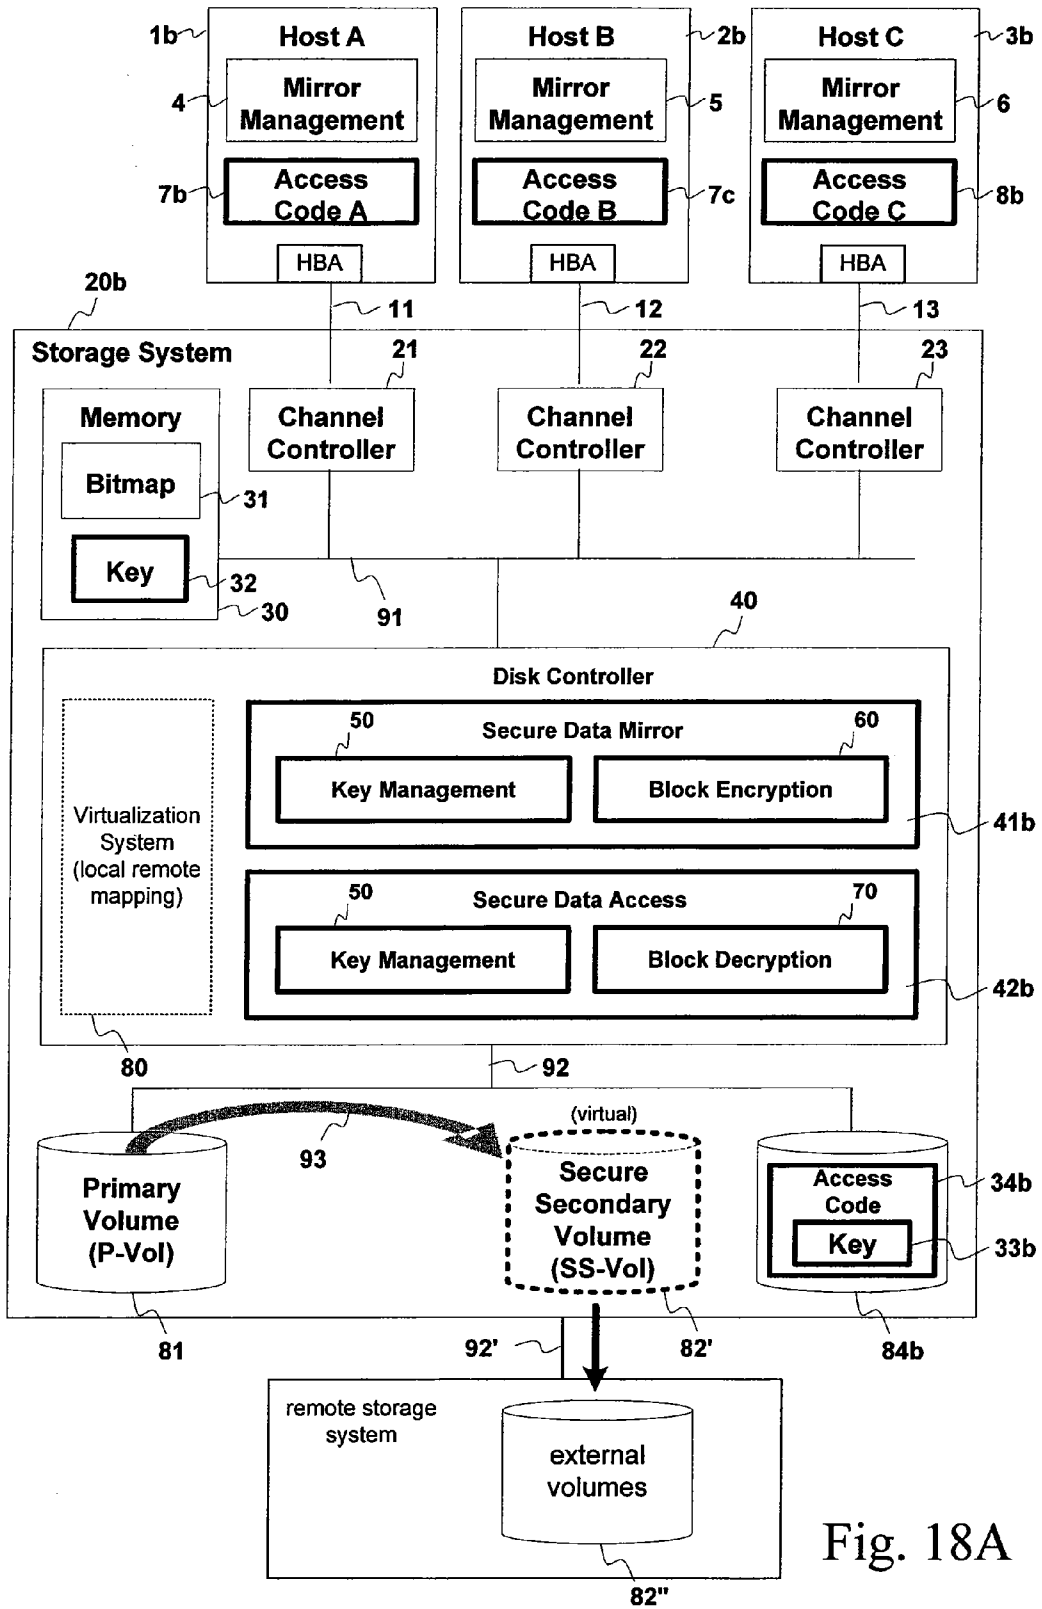 1b
Host A
Host B
2b
Host C
3b
4
Mirror
Management
Mirror
Management
5
Mirror
Management
6
7b
Access
Code A
Access
Code B
7c
Access
Code C
8b
HBA
HBA
HBA
20b
11
12
13
Storage System
21
22
23
Memory
Channel
Controller
Channel
Controller
Channel
Controller
Bitmap
31
Key
32
30
91
40
Disk Controller
Secure Data Mirror
50
60
Key Management
Block Encryption
41b
Virtualization
System
(local remote
mapping)
Secure Data Access
50
70
Key Management
Block Decryption
42b
80
92
(virtual)
93
Primary
Volume
(P-Vol)
Secure
Secondary
Volume
(SS-Vol)
Access
Code
34b
Key
33b
81
92'
82'
84b
remote storage
system
external
volumes
82"
Fig. 18A